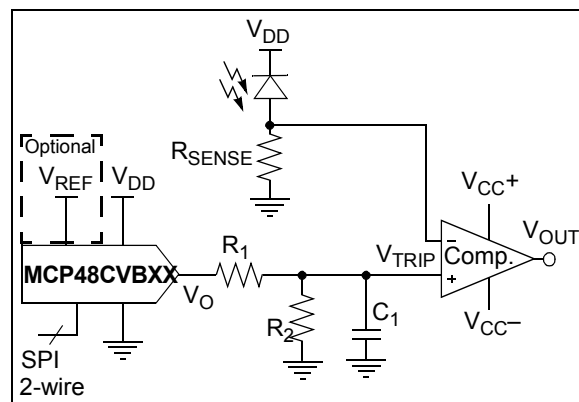 V_DD
Optional
V_REF
V_DD
R_SENSE
V_CC+
V_OUT
R_1
V_TRIP
–
Comp.
+
MCP48CVBXX
V_O
R_2
C_1
V_CC–
SPI
2-wire